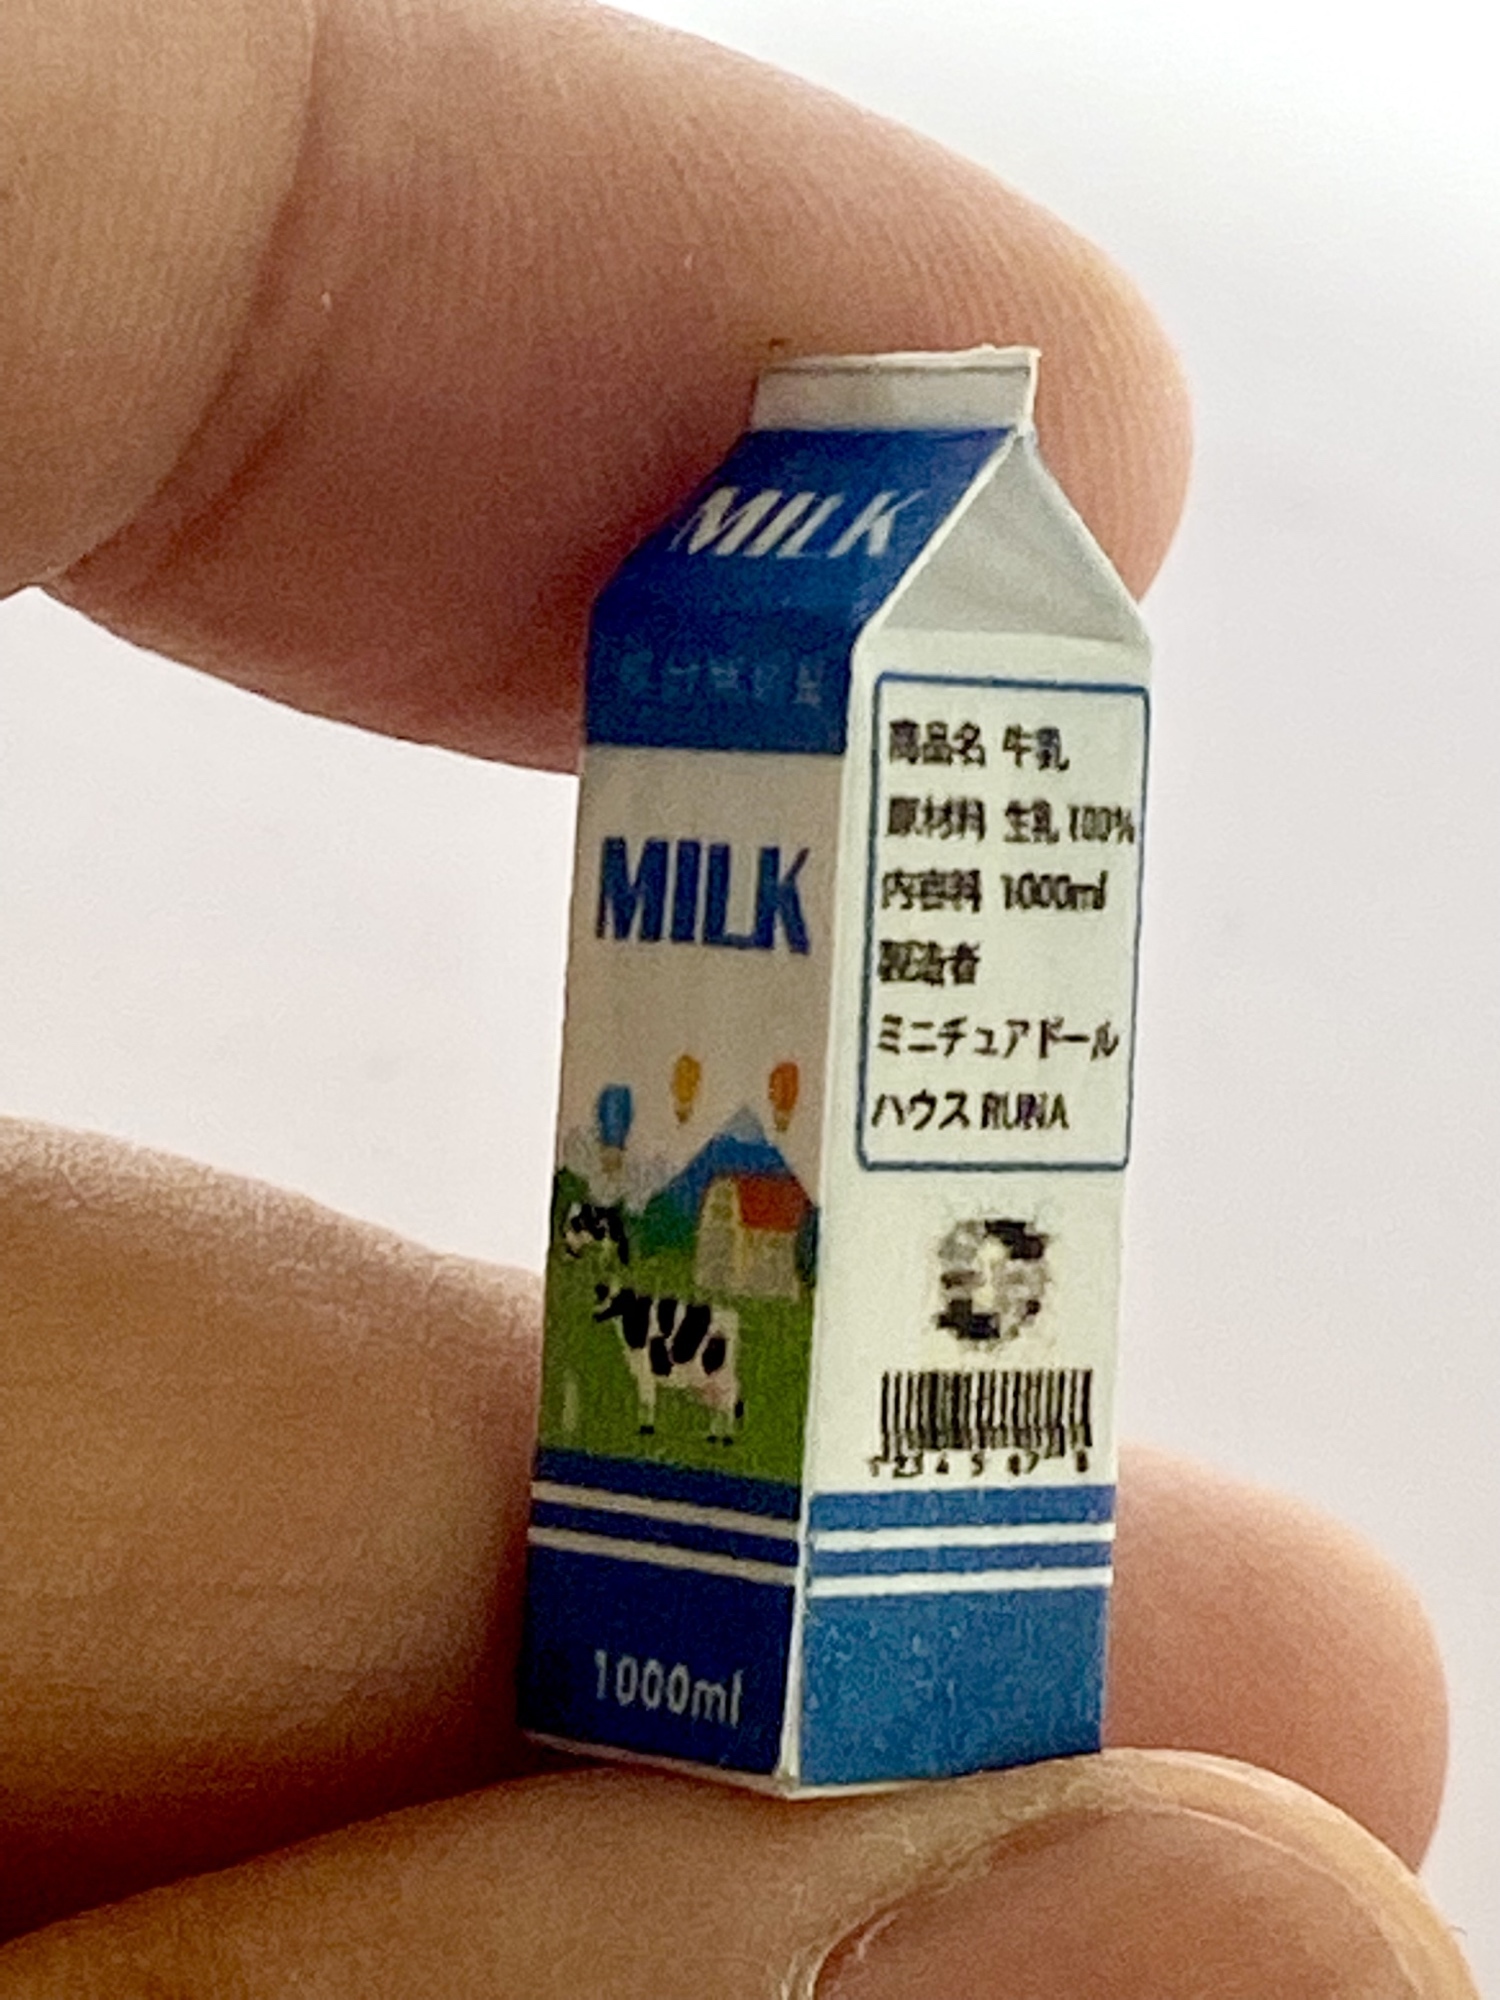 MILK
MILK
1000ml
商品名 牛乳
原材料 生乳 100%
内容料 1000ml
製造者
ミニチュアドール
ハウス RUNA